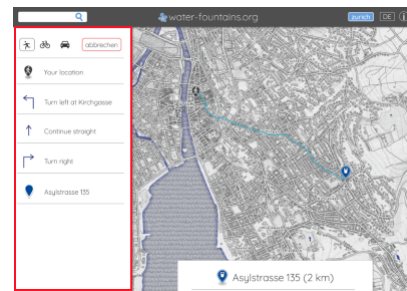 water-fountains.org
zurich
DE
abbrechen
Your location
Turn left at Kirchgasse
Continue straight
Turn right
Asylstrasse 135
Asylstrasse 135 (2 km)